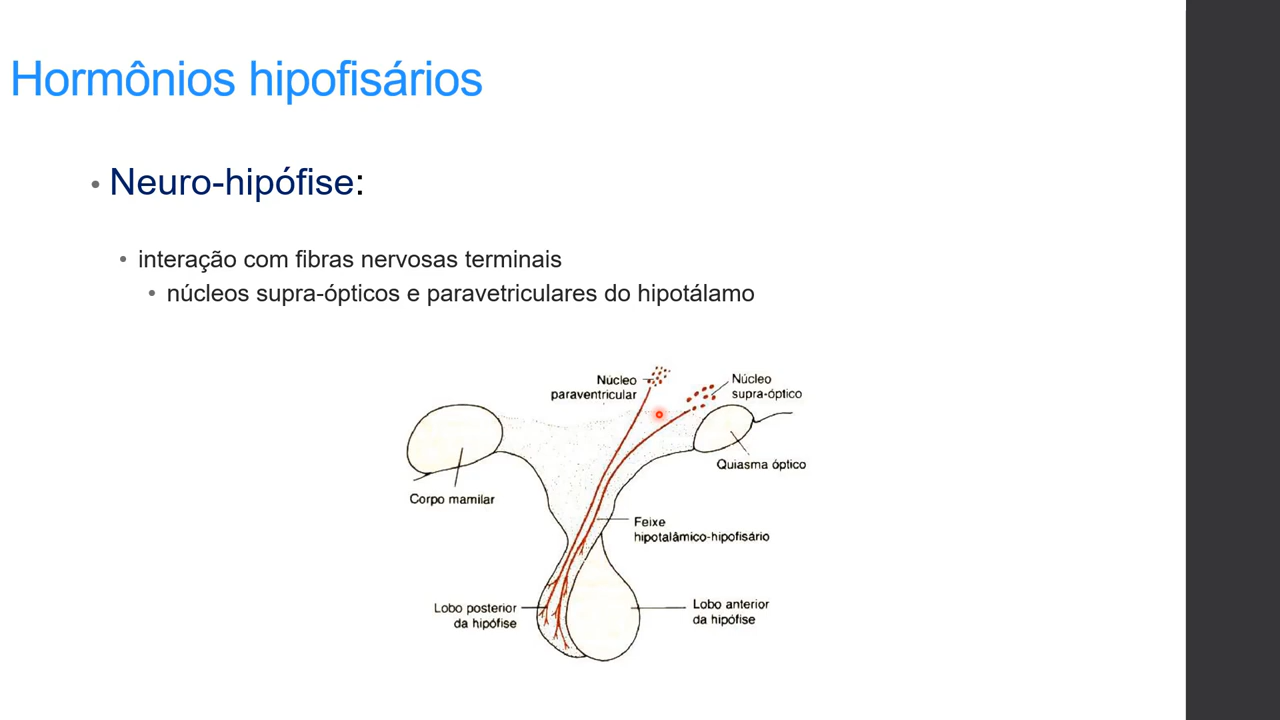 Hormônios hipofisários
• Neuro-hipófise:
• interação com fibras nervosas terminais
• núcleos supra-ópticos e paravetriculares do hipotálamo
Núcleo
paraventricular
Núcleo
supra-óptico
Quiasma óptico
Corpo mamilar
Feixe
hipotalâmico-hipofisário
Lobo posterior
da hipófise
Lobo anterior
da hipófise